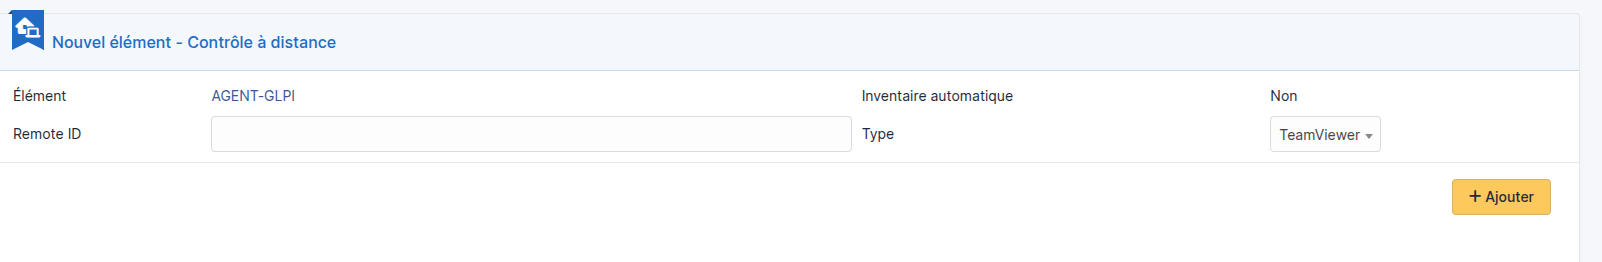 Nouvel élément - Contrôle à distance
Élément AGENT-GLPI Inventaire automatique Non
Remote ID Type TeamViewer
+ Ajouter